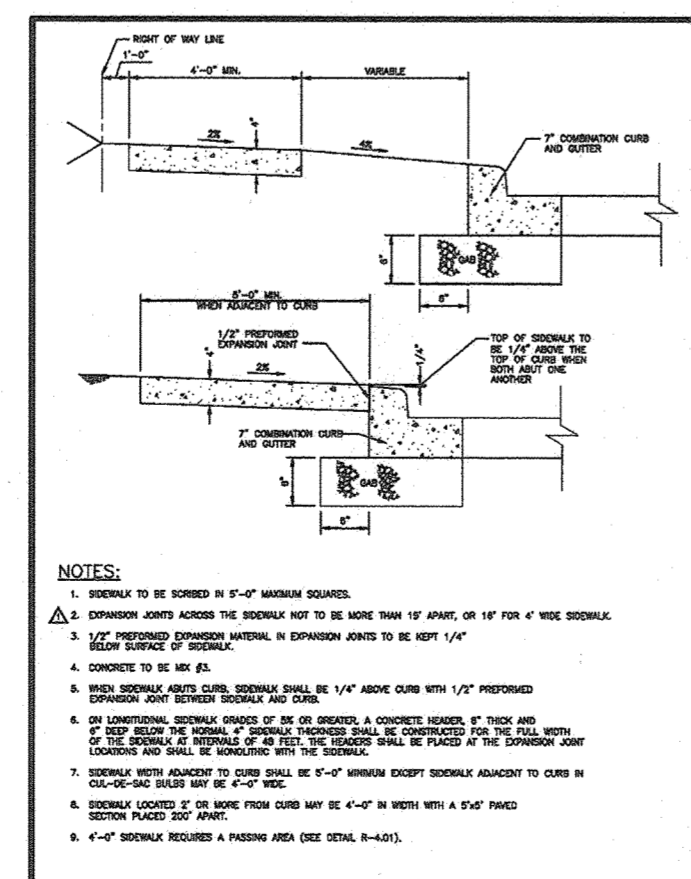 RIGHT OF WAY LINE
1'-0"
4'-0" MIN.
VARIABLE
2%
4"
4%
7" COMBINATION CURB
AND GUTTER
6"
GAB
6"
5'-0" MIN.
WHEN ADJACENT TO CURB
1/2" PREFORMED
EXPANSION JOINT
4"
2%
1/4"
TOP OF SIDEWALK TO
BE 1/4" ABOVE THE
TOP OF CURB WHEN
BOTH ABUT ONE
ANOTHER
7" COMBINATION CURB
AND GUTTER
6"
GAB
6"
NOTES:
1. SIDEWALK TO BE SCRIBED IN 5'-0" MAXIMUM SQUARES.
2. EXPANSION JOINTS ACROSS THE SIDEWALK NOT TO BE MORE THAN 15' APART, OR 16' FOR 4' WIDE SIDEWALK.
3. 1/2" PREFORMED EXPANSION MATERIAL IN EXPANSION JOINTS TO BE KEPT 1/4"
BELOW SURFACE OF SIDEWALK.
4. CONCRETE TO BE MIX #3.
5. WHEN SIDEWALK ABUTS CURB, SIDEWALK SHALL BE 1/4" ABOVE CURB WITH 1/2" PREFORMED
EXPANSION JOINT BETWEEN SIDEWALK AND CURB.
6. ON LONGITUDINAL SIDEWALK GRADES OF 5% OR GREATER, A CONCRETE HEADER, THICK AND
6" DEEP BELOW THE NORMAL 4" SIDEWALK THICKNESS SHALL BE CONSTRUCTED FOR THE FULL WIDTH
OF THE SIDEWALK AT INTERVALS OF FEET. THE HEADERS SHALL BE PLACED AT THE EXPANSION JOINT
LOCATIONS AND SHALL BE MONOLITHIC WITH THE SIDEWALK.
7. SIDEWALK WIDTH ADJACENT TO CURB SHALL BE 5'-0" MINIMUM EXCEPT SIDEWALK ADJACENT TO CURB IN
CUL-DE-SAC BULBS MAY BE 4'-0" WIDE.
8. SIDEWALK LOCATED 2' OR MORE FROM CURB MAY BE 4'-0" IN WIDTH WITH A 5'x5' PAVED
SECTION PLACED 200' APART.
9. 4'-0" SIDEWALK REQUIRES A PASSING AREA (SEE DETAIL R-4.01).